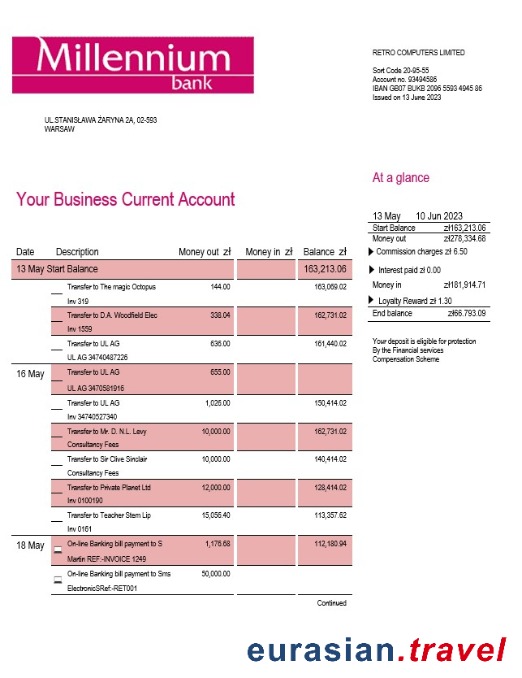 Millennium
bank
RETRO COMPUTERS LIMITED
Sort Code 20-95-55
Account no. 93494586
IBAN GB07 BUKB 2096 5593 4945 86
Issued on 13 June 2023
UL.STANISŁAWA ŻARYNA 2A, 02-593
WARSAW
At a glance
Your Business Current Account
13 May 10 Jun 2023
Start Balance zł163,213.06
Money out zł278,334.68
Commission charges zł 6.50
Interest paid zł 0.00
Money in zł181,914.71
Loyalty Reward zł 1.30
End balance zł66.793.09
Your deposit is eligible for protection
By the Financial services
Compensation Scheme
Date Description Money out zł Money in zł Balance zł
13 May Start Balance 163,213.06
Transfer to The magic Octopus 144.00 163,069.02
Inv 319
Transfer to D.A. Woodfield Elec 338.04 162,731.02
Inv 1559
Transfer to UL AG 636.00 161,440.02
UL AG 34740487226
16 May Transfer to UL AG 655.00
UL AG 3470581916
Transfer to UL AG 1,026.00 150,414.02
Inv 34740527340
Transfer to Mr. D. N.L. Levy 10,000.00 162,731.02
Consultancy Fees
Transfer to Sir Clive Sinclair 10,000.00 140,414.02
Consultancy Fees
Transfer to Private Planet Ltd 12,000.00 128,414.02
Inv 0100190
Transfer to Teacher Stem Lip 15,056.40 113,357.62
Inv 0161
18 May On-line Banking bill payment to S 1,176.68 112,180.94
Martin REF:-INVOICE 1249
On-line Banking bill payment to Sms 50,000.00
ElectronicSRef:-RET001
Continued
eurasian.travel